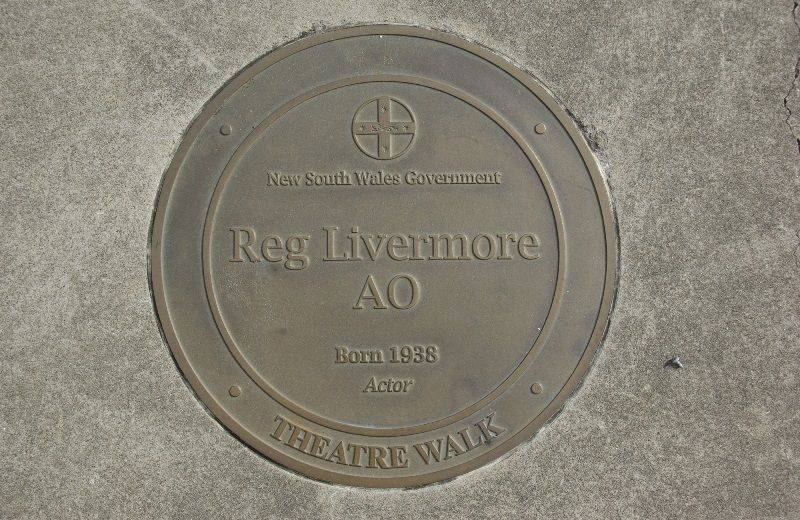 New South Wales Government
Reg Livermore
AO
Born 1938
Actor
THEATRE WALK